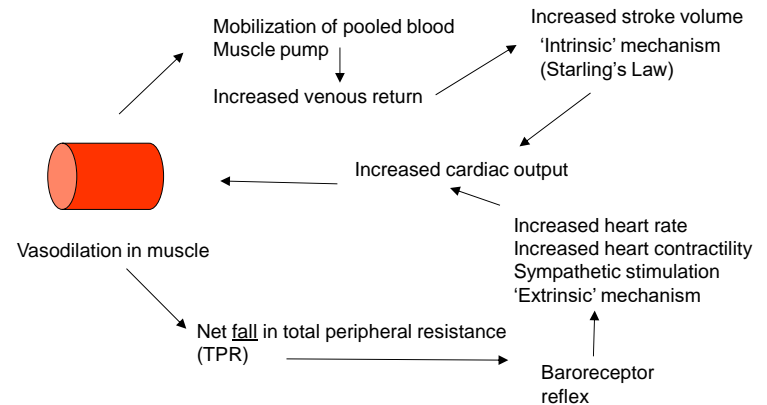 Mobilization of pooled blood
Muscle pump
Increased venous return
Increased stroke volume
‘Intrinsic’ mechanism
(Starling’s Law)
Increased cardiac output
Increased heart rate
Increased heart contractility
Sympathetic stimulation
‘Extrinsic’ mechanism
Vasodilation in muscle
Net fall in total peripheral resistance
(TPR)
Baroreceptor
reflex